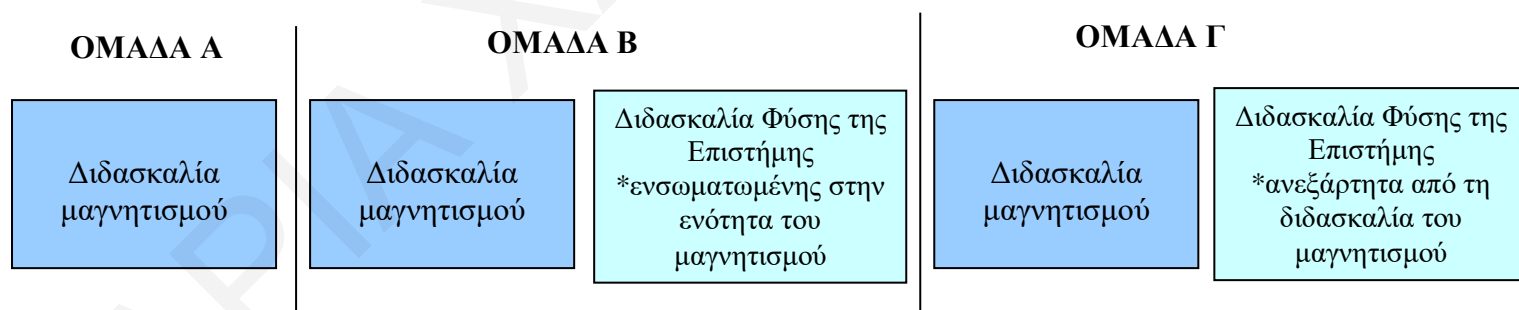 ΟΜΑΔΑ Α
Διδασκαλία
μαγνητισμού
ΟΜΑΔΑ Β
Διδασκαλία
μαγνητισμού
Διδασκαλία Φύσης της
Επιστήμης
*ενσωματωμένης στην
ενότητα του
μαγνητισμού
ΟΜΑΔΑ Γ
Διδασκαλία
μαγνητισμού
Διδασκαλία Φύσης της
Επιστήμης
*ανεξάρτητα από τη
διδασκαλία του
μαγνητισμού